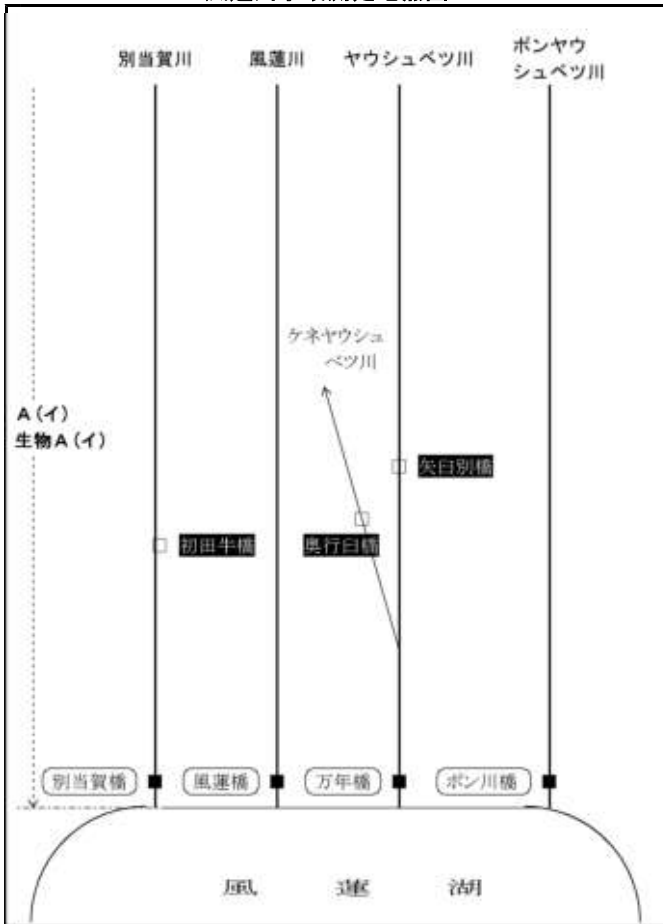 別当賀川
風蓮川
ヤウシュベツ川
ポンヤウ
シュベツ川
ケネヤウシュ
ベツ川
A(イ)
生物A(イ)
矢臼別橋
初田牛橋
奥行臼橋
別当賀橋
風蓮橋
万年橋
ポン川橋
風蓮湖